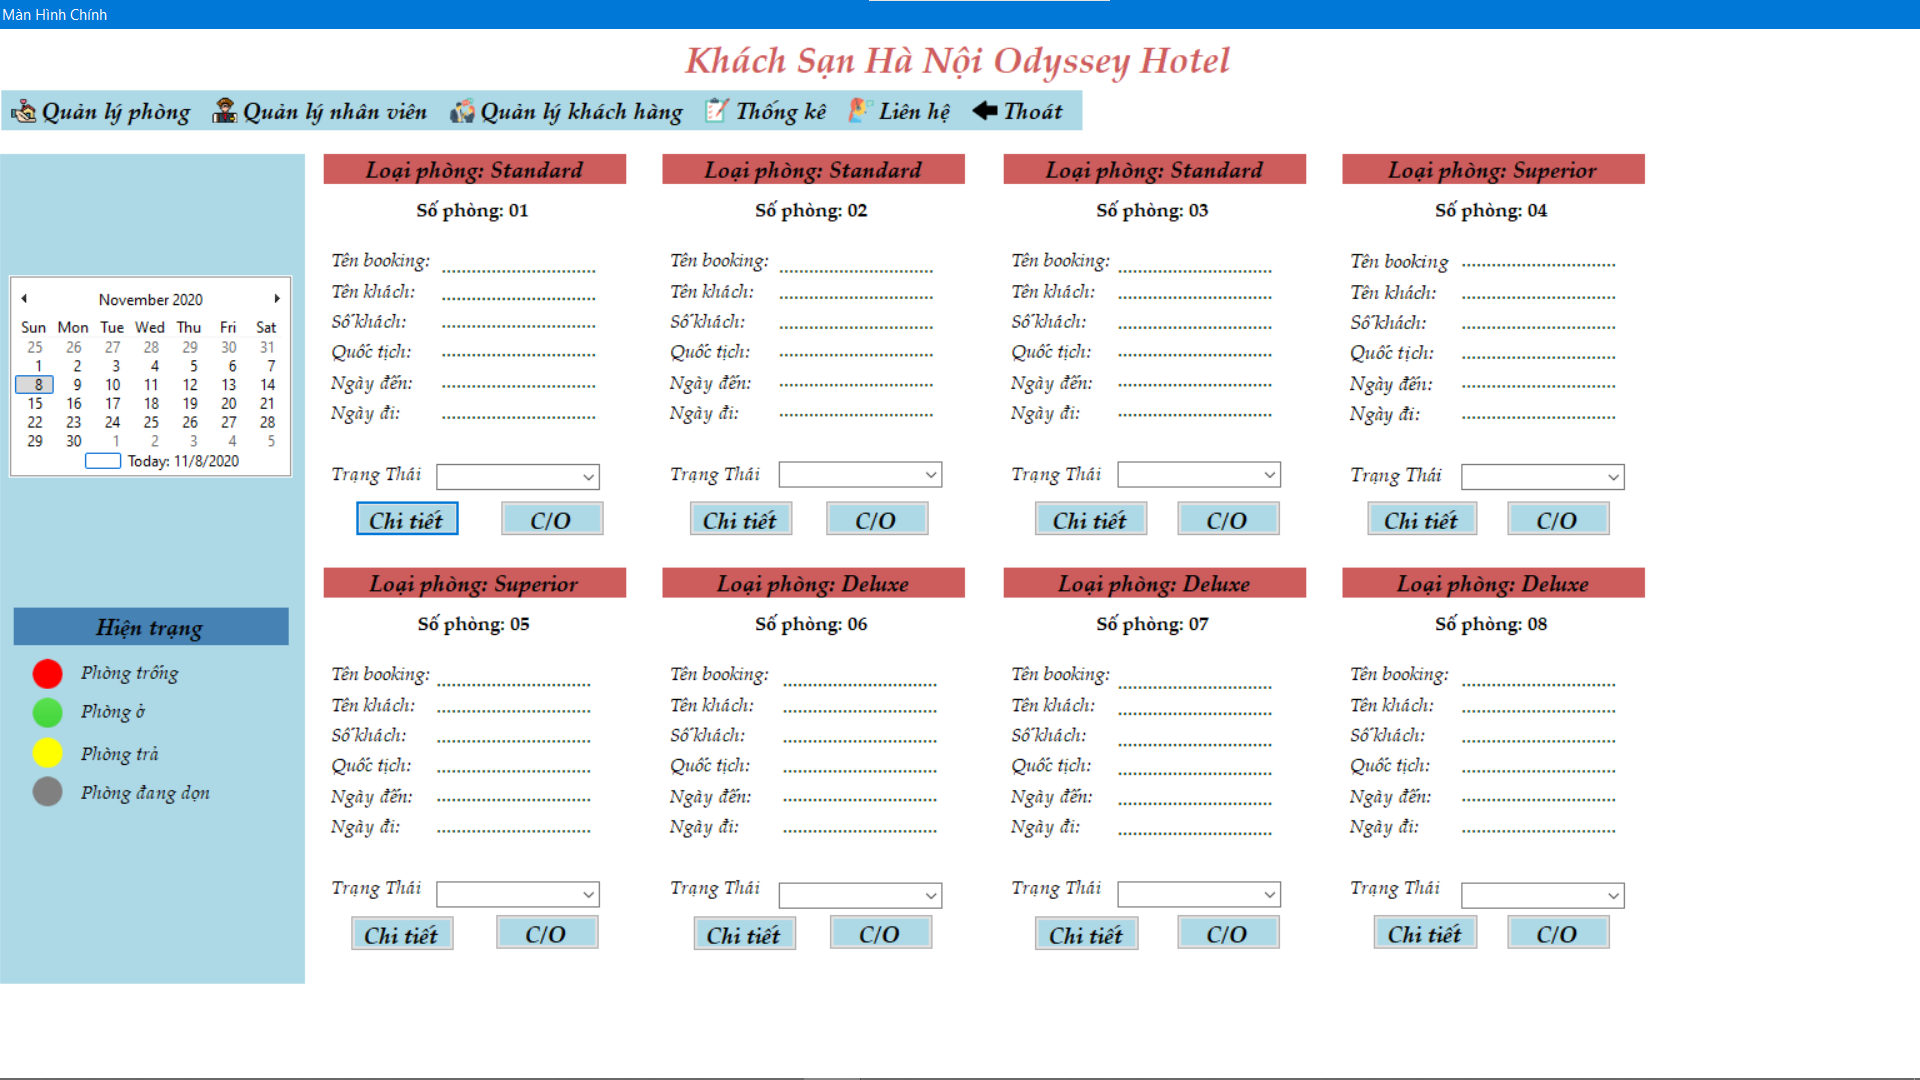 Màn Hình Chính
Khách Sạn Hà Nội Odyssey Hotel
Quản lý phòng Quản lý nhân viên Quản lý khách hàng Thống kê Liên hệ Thoát
November 2020
Sun Mon Tue Wed Thu Fri Sat
25 26 27 28 29 30 31
1 2 3 4 5 6 7
8 9 10 11 12 13 14
15 16 17 18 19 20 21
22 23 24 25 26 27 28
29 30 1 2 3 4 5
Today: 11/8/2020
Hiện trạng
Phòng trống
Phòng ở
Phòng trả
Phòng đang dọn
Loại phòng: Standard
Số phòng: 01
Tên booking: ...............................
Tên khách: ...............................
Số khách: ...............................
Quốc tịch: ...............................
Ngày đến: ...............................
Ngày đi: ...............................
Trạng Thái
Chi tiết C/O
Loại phòng: Standard
Số phòng: 02
Tên booking: ...............................
Tên khách: ...............................
Số khách: ...............................
Quốc tịch: ...............................
Ngày đến: ...............................
Ngày đi: ...............................
Trạng Thái
Chi tiết C/O
Loại phòng: Standard
Số phòng: 03
Tên booking: ...............................
Tên khách: ...............................
Số khách: ...............................
Quốc tịch: ...............................
Ngày đến: ...............................
Ngày đi: ...............................
Trạng Thái
Chi tiết C/O
Loại phòng: Superior
Số phòng: 04
Tên booking ...............................
Tên khách: ...............................
Số khách: ...............................
Quốc tịch: ...............................
Ngày đến: ...............................
Ngày đi: ...............................
Trạng Thái
Chi tiết C/O
Loại phòng: Superior
Số phòng: 05
Tên booking: ...............................
Tên khách: ...............................
Số khách: ...............................
Quốc tịch: ...............................
Ngày đến: ...............................
Ngày đi: ...............................
Trạng Thái
Chi tiết C/O
Loại phòng: Deluxe
Số phòng: 06
Tên booking: ...............................
Tên khách: ...............................
Số khách: ...............................
Quốc tịch: ...............................
Ngày đến: ...............................
Ngày đi: ...............................
Trạng Thái
Chi tiết C/O
Loại phòng: Deluxe
Số phòng: 07
Tên booking: ...............................
Tên khách: ...............................
Số khách: ...............................
Quốc tịch: ...............................
Ngày đến: ...............................
Ngày đi: ...............................
Trạng Thái
Chi tiết C/O
Loại phòng: Deluxe
Số phòng: 08
Tên booking: ...............................
Tên khách: ...............................
Số khách: ...............................
Quốc tịch: ...............................
Ngày đến: ...............................
Ngày đi: ...............................
Trạng Thái
Chi tiết C/O